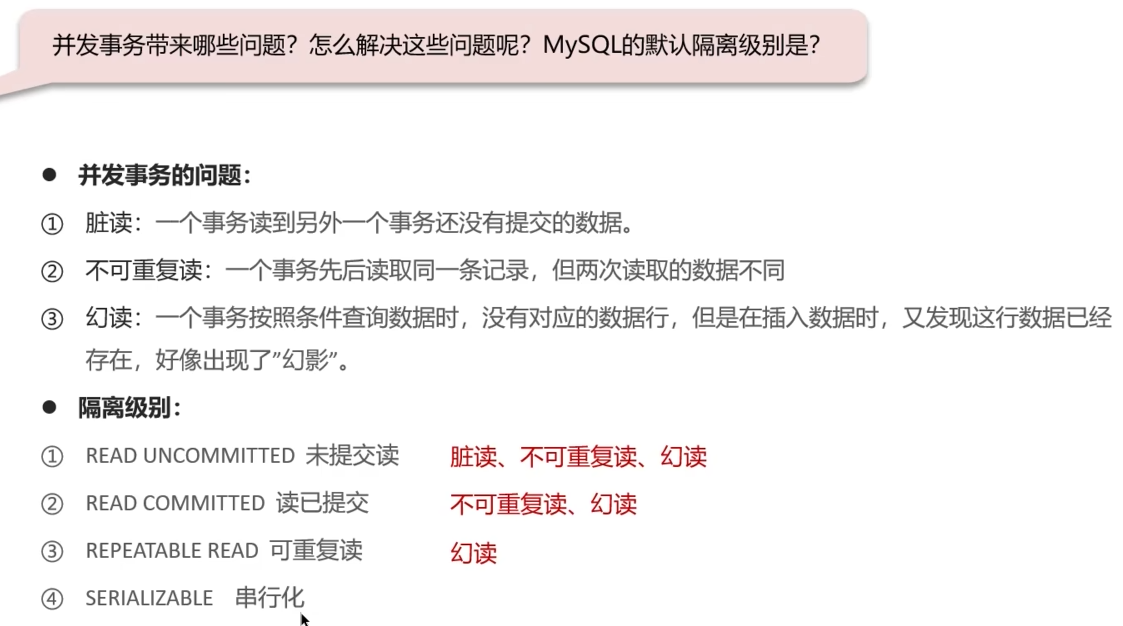 并发事务带来哪些问题？怎么解决这些问题呢？MySQL的默认隔离级别是？
● 并发事务的问题：
① 脏读：一个事务读到另外一个事务还没有提交的数据。
② 不可重复读：一个事务先后读取同一条记录，但两次读取的数据不同
③ 幻读：一个事务按照条件查询数据时，没有对应的数据行，但是在插入数据时，又发现这行数据已经
存在，好像出现了”幻影”。
● 隔离级别：
① READ UNCOMMITTED 未提交读 脏读、不可重复读、幻读
② READ COMMITTED 读已提交 不可重复读、幻读
③ REPEATABLE READ 可重复读 幻读
④ SERIALIZABLE 串行化